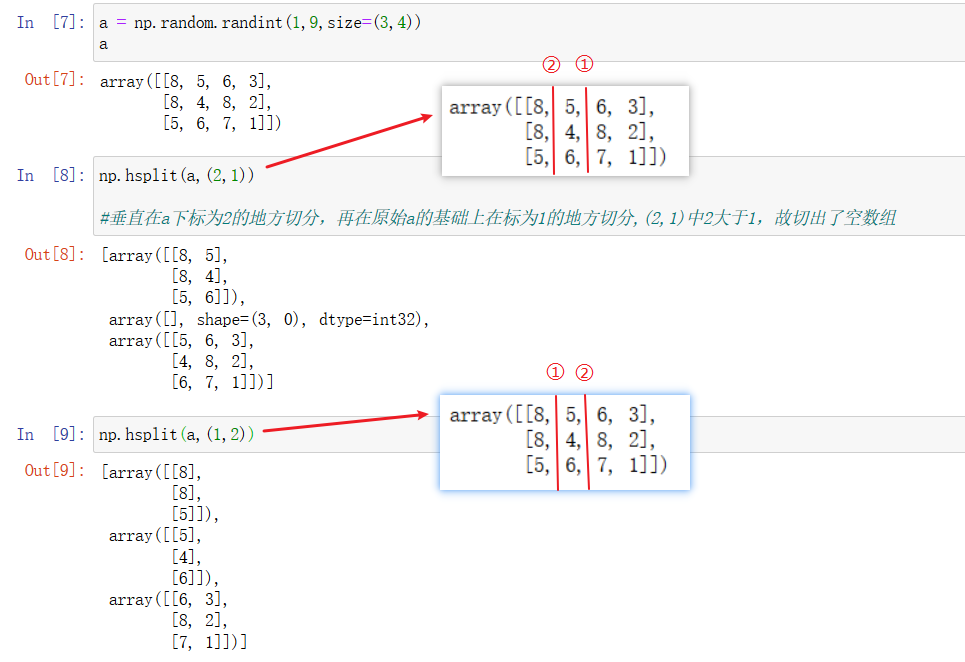 In [7]: a = np.random.randint(1,9,size=(3,4))
a
Out[7]: array([[8, 5, 6, 3],
[8, 4, 8, 2],
[5, 6, 7, 1]])
② ①
array([[8, 5, 6, 3],
[8, 4, 8, 2],
[5, 6, 7, 1]])
In [8]: np.hsplit(a,(2,1))
#垂直在a下标为2的地方切分，再在原始a的基础上在标为1的地方切分,(2,1)中2大于1，故切出了空数组
Out[8]: [array([[8, 5],
[8, 4],
[5, 6]]),
array([], shape=(3, 0), dtype=int32),
array([[5, 6, 3],
[4, 8, 2],
[6, 7, 1]])]
① ②
array([[8, 5, 6, 3],
[8, 4, 8, 2],
[5, 6, 7, 1]])
In [9]: np.hsplit(a,(1,2))
Out[9]: [array([[8],
[8],
[5]]),
array([[5],
[4],
[6]]),
array([[6, 3],
[8, 2],
[7, 1]])]